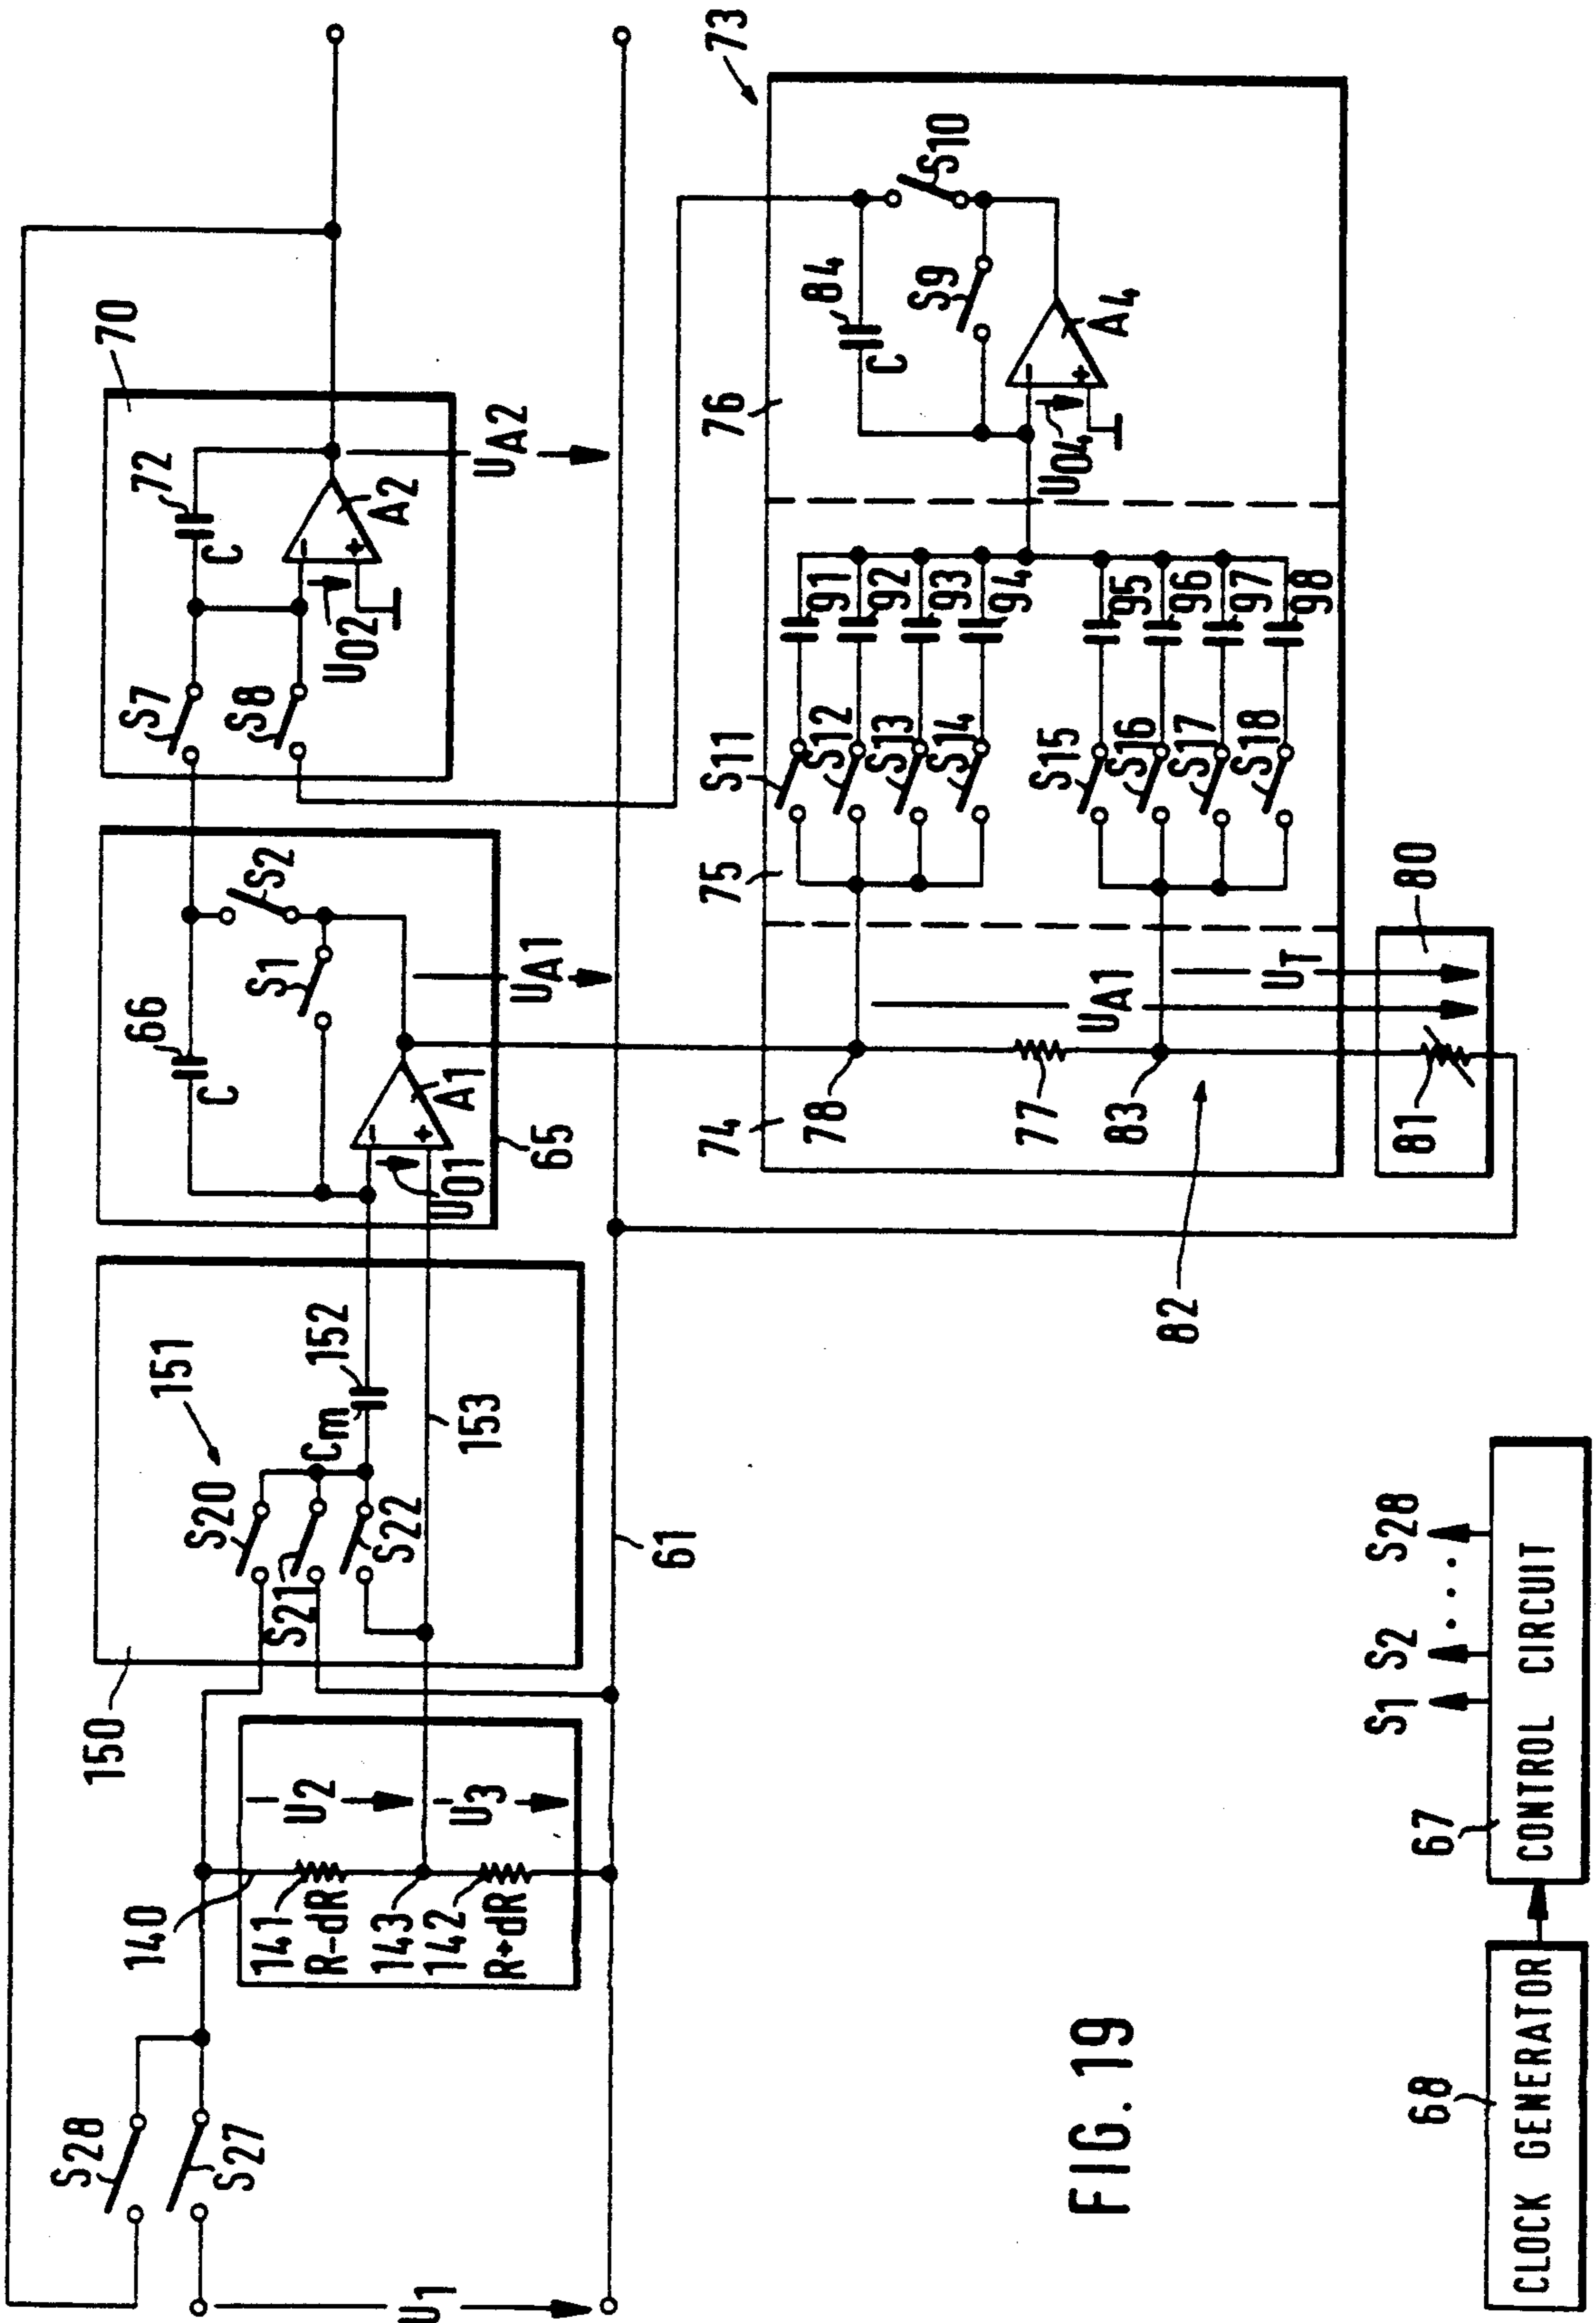 S28
S27
U1
140
141
R-dR
143
142
R+dR
U2
U3
150
151
S20
S21
S22
Cm
152
153
61
66
C
S1
S2
U01
A1
65
UA1
70
S7
S8
72
C
U02
A2
UA2
73
74
75
76
78
77
83
82
UA1
UT
80
81
S11
S12
S13
S14
S15
S16
S17
S18
91
92
93
94
95
96
97
98
84
C
S9
S10
U04
A4
FIG. 19
68
CLOCK GENERATOR
67
CONTROL CIRCUIT
S1 S2 ... S28